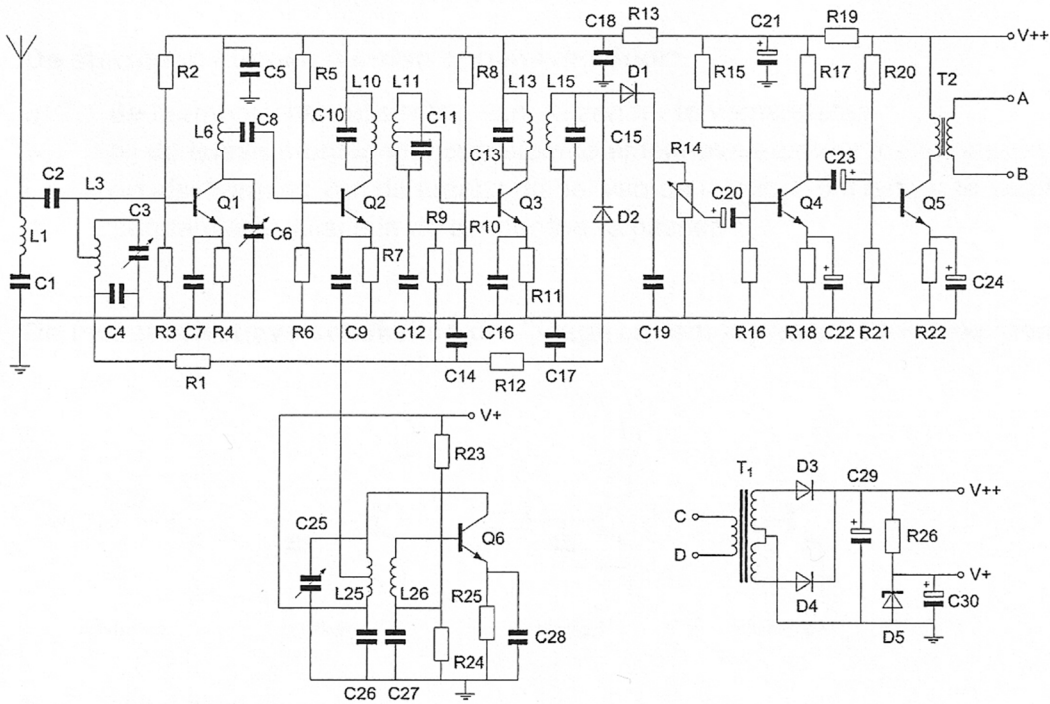 C18 R13 C21 R19 V++
R2 C5 R5 L10 L11 R8 L13 L15 D1 R15 R17 R20 T2
A
L6 C8 C10 C11 C13 C15 R14 C23
B
C2 L3 C3 Q1 C6 Q2 R9 R10 Q3 D2 C20 Q4 Q5
L1 R7
C1 R11 C24
C4 R3 C7 R4 R6 C9 C12 C16 C19 R16 R18 C22 R21 R22
+ + + + +
R1 C14 R12 C17
V+
R23
T1 D3 C29
V++
C25 Q6 C + R26
D
V+
L25 L26 R25 D4 + C30
C28 D5
R24
C26 C27